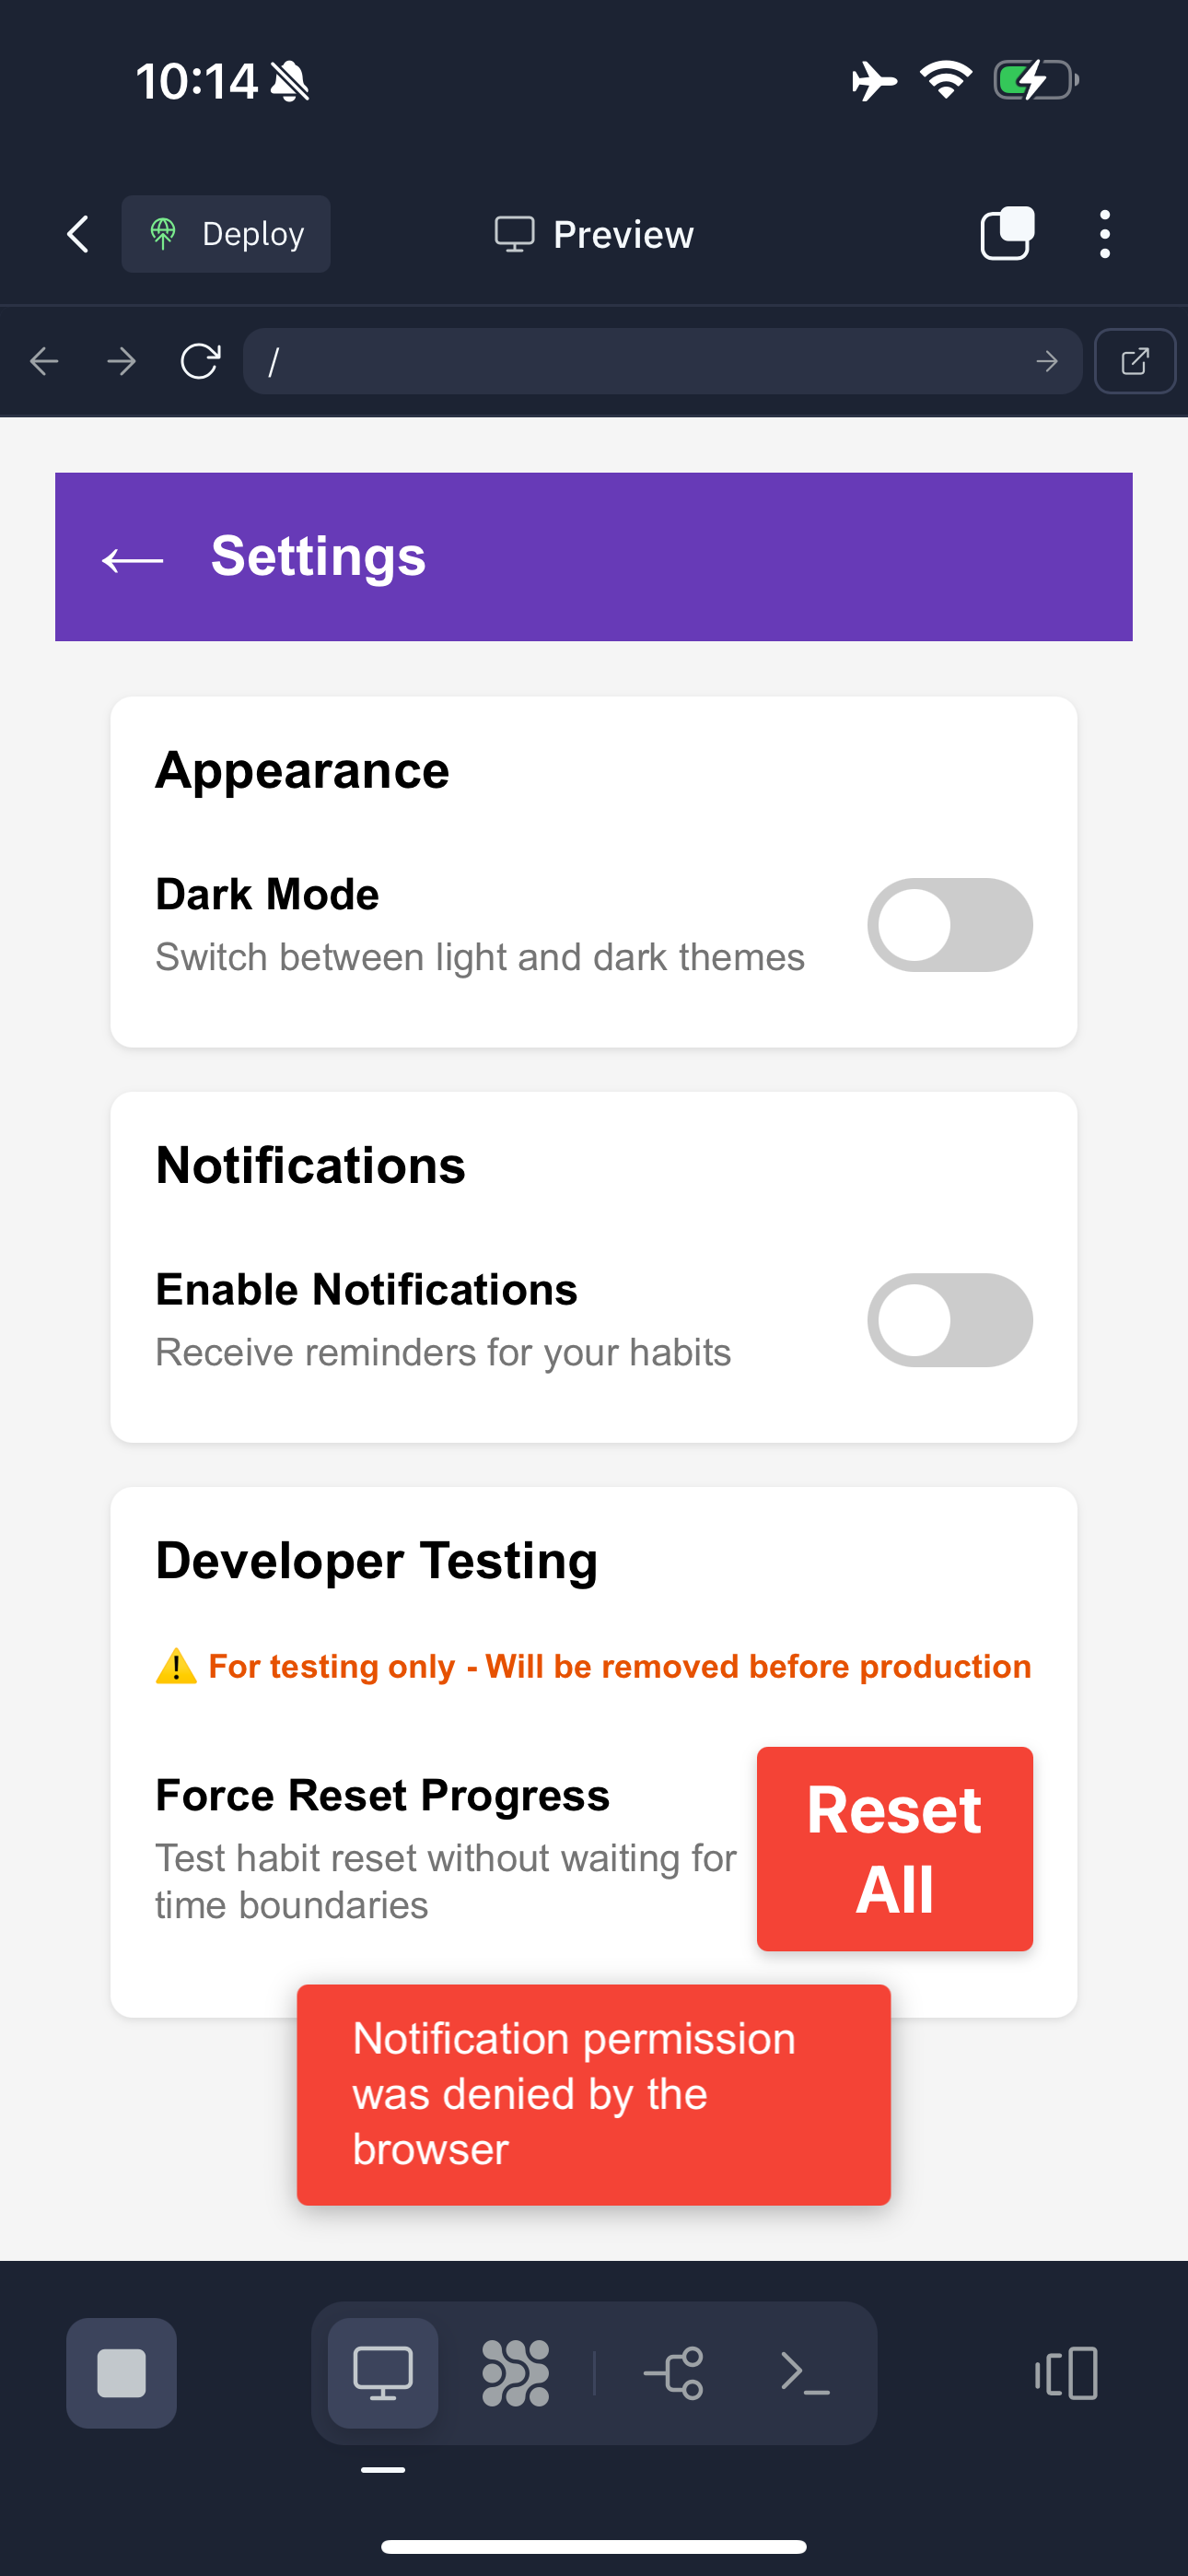 10:14
Deploy
Preview
/
Settings
Appearance
Dark Mode
Switch between light and dark themes
Notifications
Enable Notifications
Receive reminders for your habits
Developer Testing
⚠️ For testing only - Will be removed before production
Force Reset Progress
Test habit reset without waiting for
time boundaries
Reset
All
Notification permission
was denied by the
browser